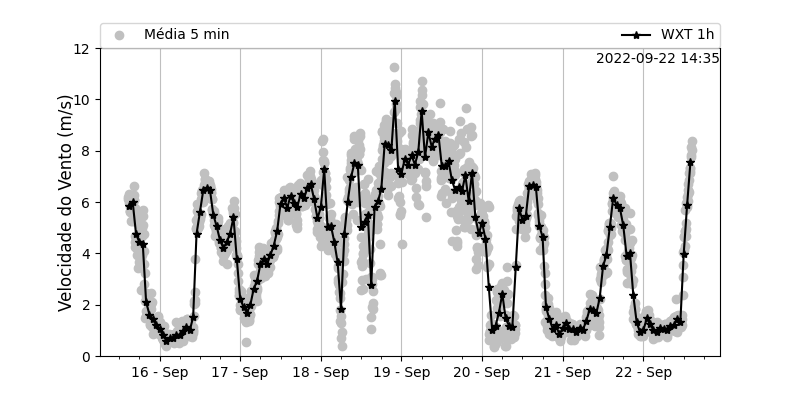 Média 5 min
WXT 1h
2022-09-22 14:35
Velocidade do Vento (m/s)
12
10
8
6
4
2
0
16 - Sep
17 - Sep
18 - Sep
19 - Sep
20 - Sep
21 - Sep
22 - Sep